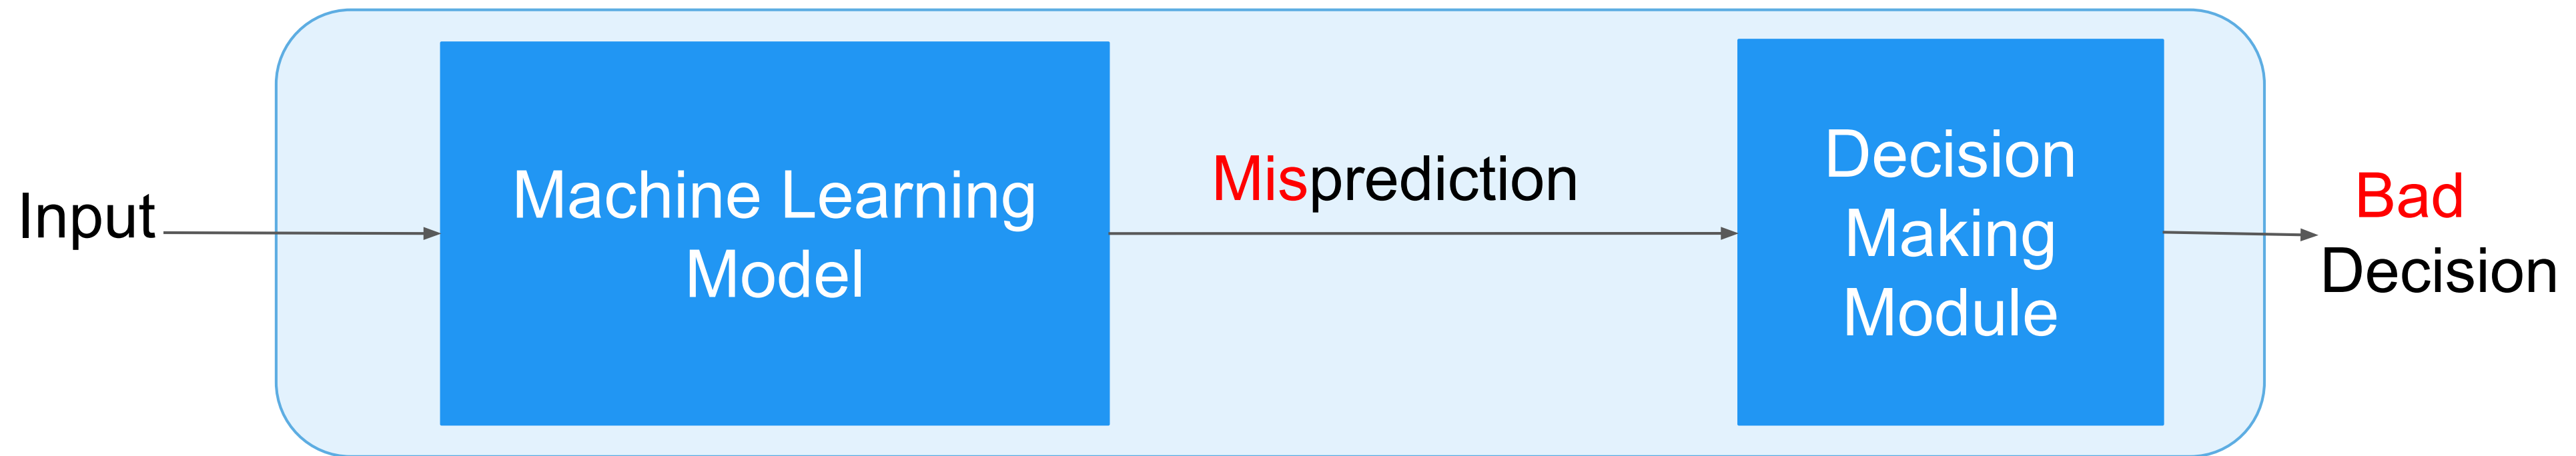 Input
Machine Learning
Model
Misprediction
Decision
Making
Module
Bad
Decision